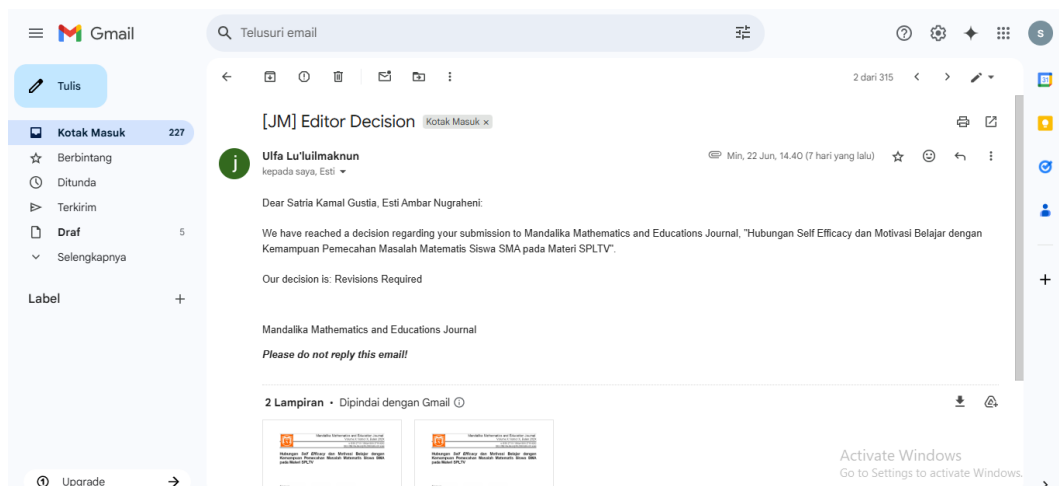 Gmail
Telusuri email
s
Tulis
2 dari 315
31
Kotak Masuk 227
Berbintang
Ditunda
Terkirim
Draf 5
Selengkapnya
Label
[JM] Editor Decision Kotak Masuk ×
j
Ulfa Lu'luilmaknun
Min, 22 Jun, 14.40 (7 hari yang lalu)
kepada saya, Esti
Dear Satria Kamal Gustia, Esti Ambar Nugraheni:
We have reached a decision regarding your submission to Mandalika Mathematics and Educations Journal, "Hubungan Self Efficacy dan Motivasi Belajar dengan
Kemampuan Pemecahan Masalah Matematis Siswa SMA pada Materi SPLTV".
Our decision is: Revisions Required
Mandalika Mathematics and Educations Journal
Please do not reply this email!
2 Lampiran • Dipindai dengan Gmail
Hubungan Self Efficacy dan Motivasi Belajar dengan
Kemampuan Pemecahan Masalah Matematis Siswa SMA
pada Materi SPLTV
Hubungan Self Efficacy dan Motivasi Belajar dengan
Kemampuan Pemecahan Masalah Matematis Siswa SMA
pada Materi SPLTV
Activate Windows
Go to Settings to activate Windows.
Upgrade